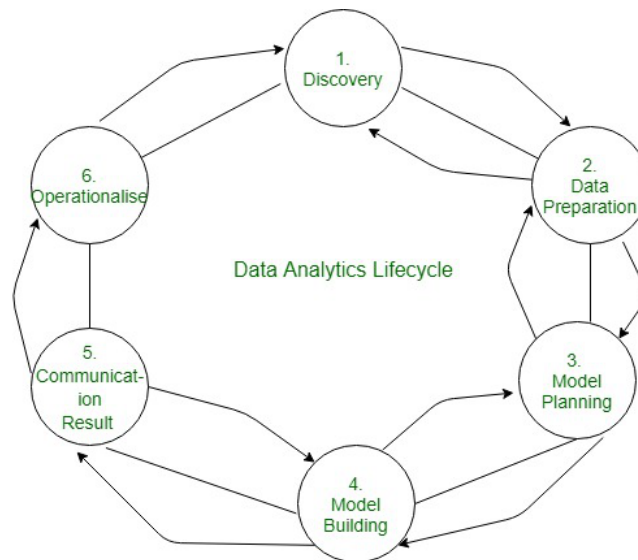 1.
Discovery
2.
Data
Preparation
6.
Operationalise
Data Analytics Lifecycle
3.
Model
Planning
5.
Communicat-
ion
Result
4.
Model
Building